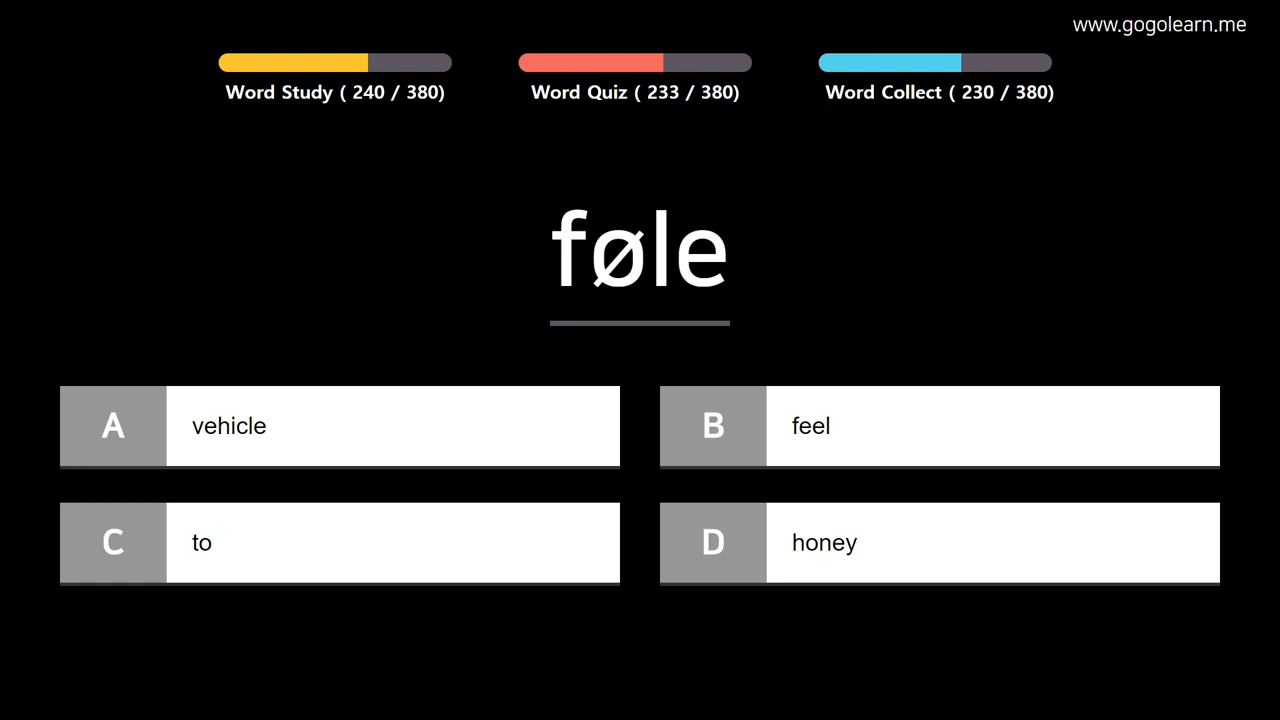 www.gogolearn.me
Word Study ( 240 / 380)
Word Quiz ( 233 / 380)
Word Collect ( 230 / 380)
føle
A vehicle
B feel
C to
D honey